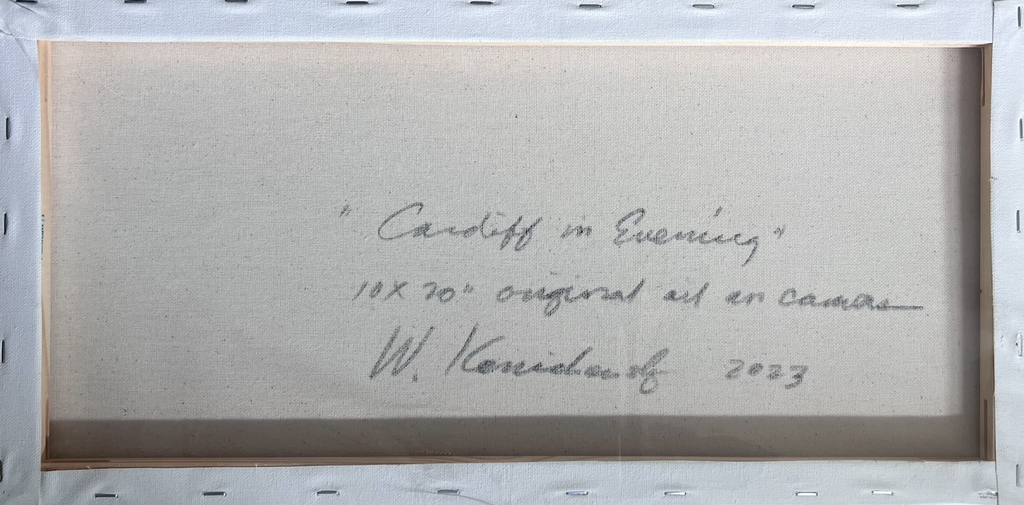 " Cardiff in Evening"
10X20" original oil on canvas
W. 2023